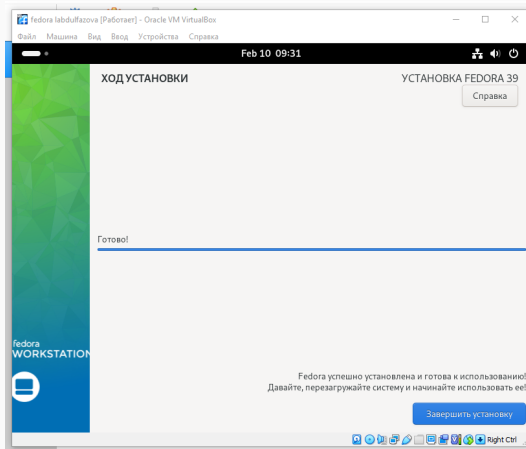 fedora labdulfazova [Работает] - Oracle VM VirtualBox
Файл Машина Вид Ввод Устройства Справка
Feb 10 09:31
ХОД УСТАНОВКИ
УСТАНОВКА FEDORA 39
Справка
Готово!
fedora
WORKSTATION
Fedora успешно установлена и готова к использованию!
Давайте, перезагружайте систему и начинайте использовать ее!
Завершить установку
Right Ctrl